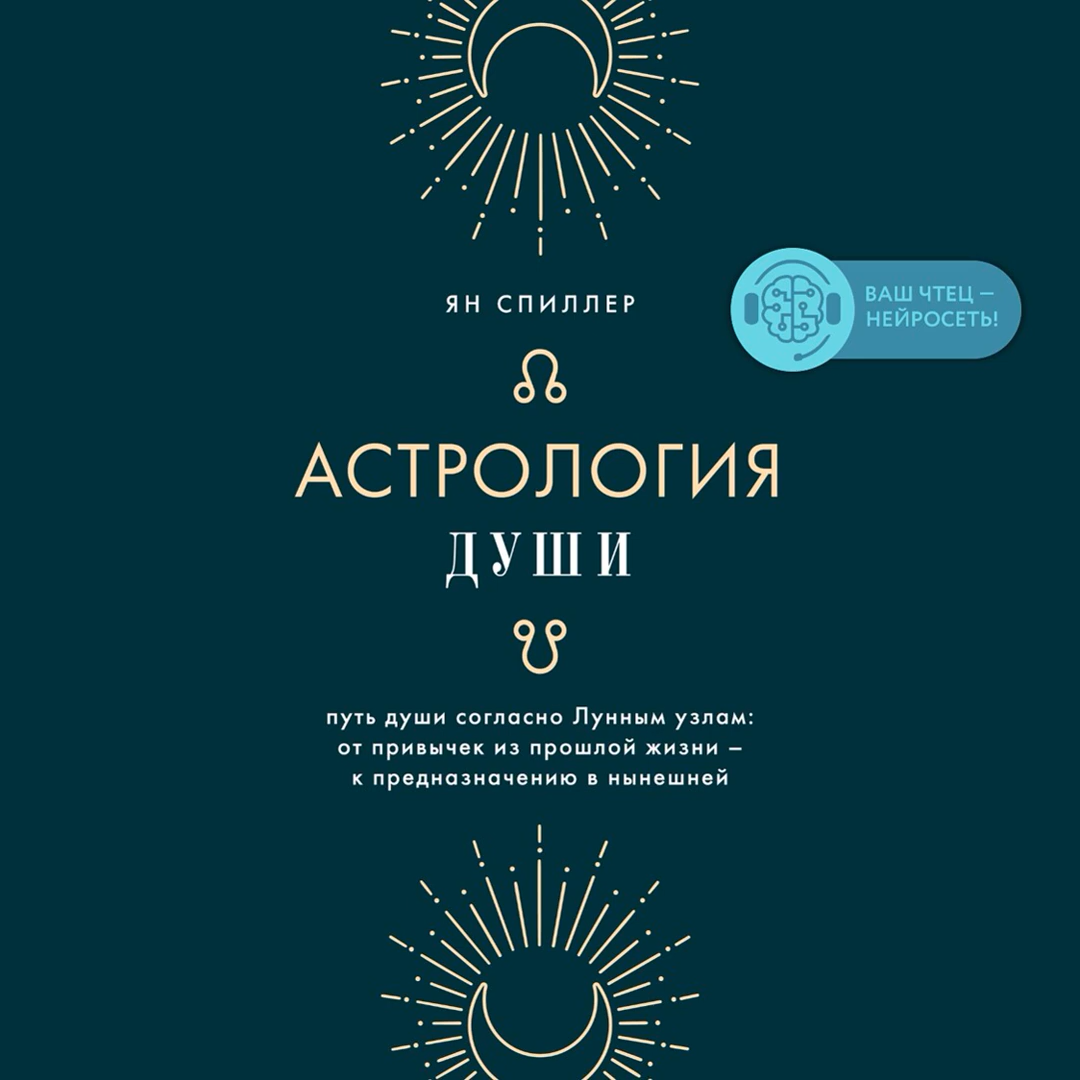 ЯН СПИЛЛЕР
ВАШ ЧТЕЦ –
НЕЙРОСЕТЬ!
АСТРОЛОГИЯ
ДУШИ
путь души согласно Лунным узлам:
от привычек из прошлой жизни –
к предназначению в нынешней